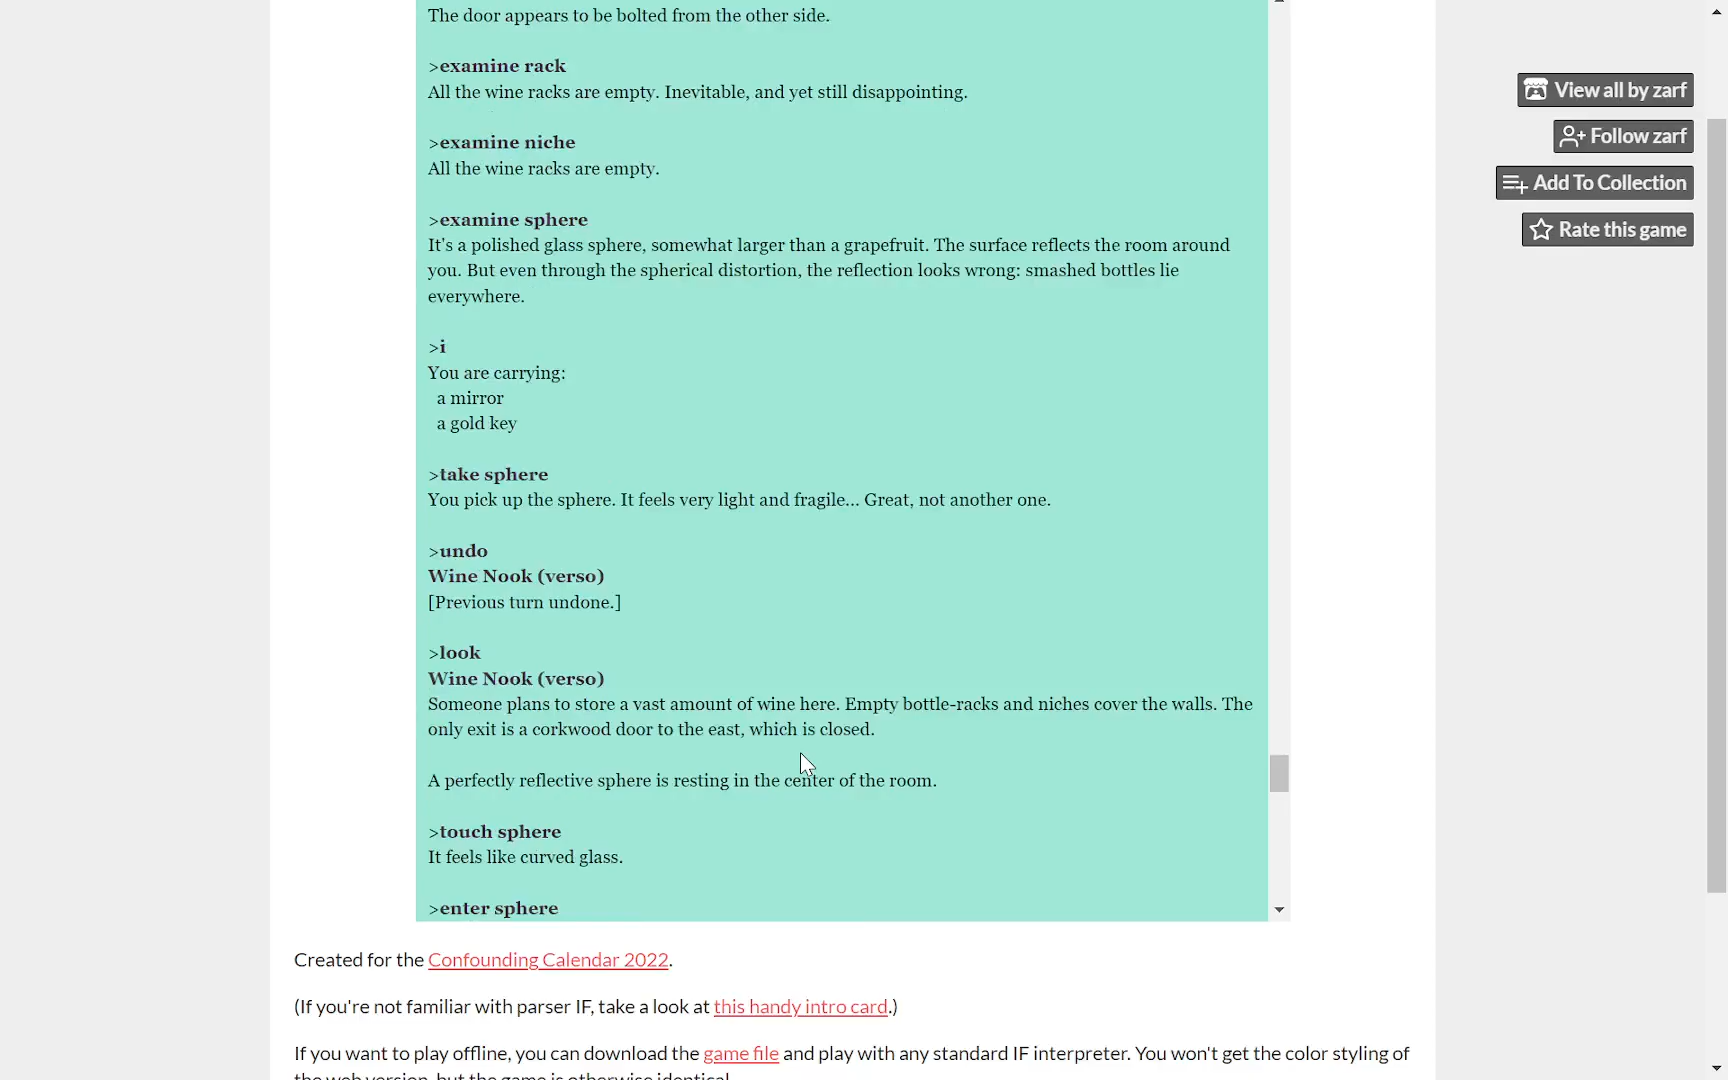 The door appears to be bolted from the other side.
>examine rack
All the wine racks are empty. Inevitable, and yet still disappointing.
>examine niche
All the wine racks are empty.
>examine sphere
It's a polished glass sphere, somewhat larger than a grapefruit. The surface reflects the room around
you. But even through the spherical distortion, the reflection looks wrong: smashed bottles lie
everywhere.
>i
You are carrying:
a mirror
a gold key
>take sphere
You pick up the sphere. It feels very light and fragile... Great, not another one.
>undo
Wine Nook (verso)
[Previous turn undone.]
>look
Wine Nook (verso)
Someone plans to store a vast amount of wine here. Empty bottle-racks and niches cover the walls. The
only exit is a corkwood door to the east, which is closed.
A perfectly reflective sphere is resting in the center of the room.
>touch sphere
It feels like curved glass.
>enter sphere
View all by zarf
Follow zarf
Add To Collection
Rate this game
Created for the Confounding Calendar 2022.
(If you're not familiar with parser IF, take a look at this handy intro card.)
If you want to play offline, you can download the game file and play with any standard IF interpreter. You won't get the color styling of
the web version, but the game is otherwise identical.